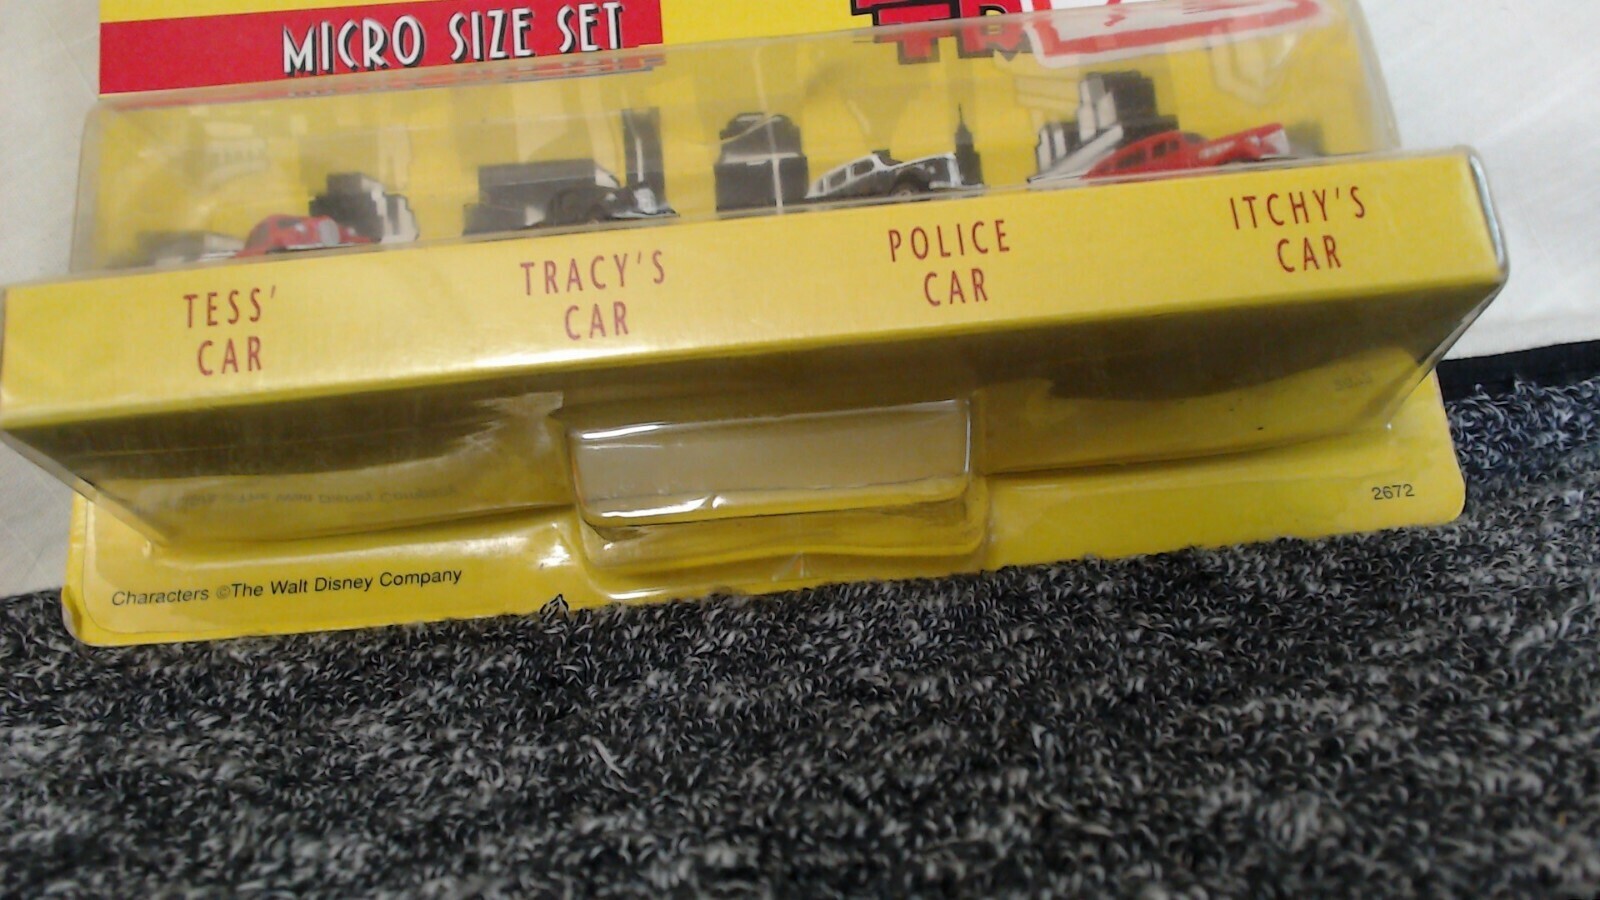 MICRO SIZE SET
TESS'
CAR
TRACY'S
CAR
POLICE
CAR
ITCHY'S
CAR
2672
Characters ©The Walt Disney Company